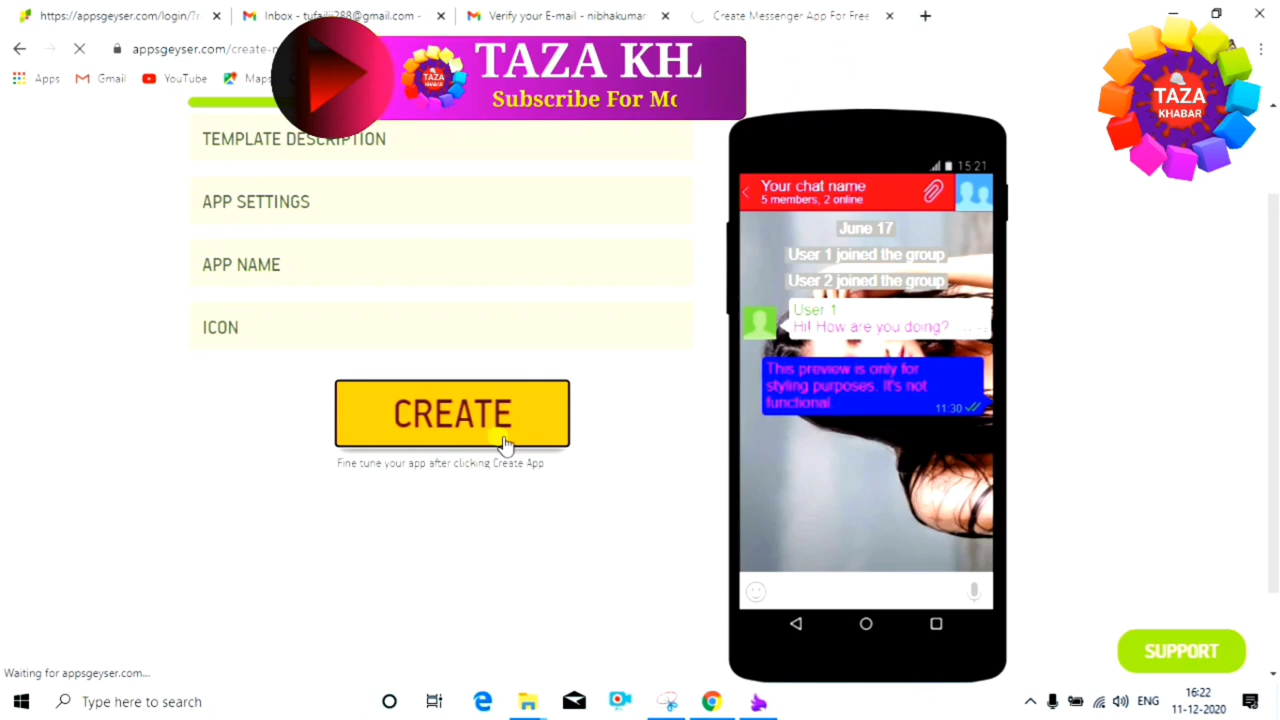 https://appsgeyser.com/login/?r
Inbox - tufailji288@gmail.com -
Verify your E-mail - nibhakumar
Create Messenger App For Free
appsgeyser.com/create-
Apps
Gmail
YouTube
Maps
TAZA KH
Subscribe For Mo
TAZA
TAZA
KHABAR
TEMPLATE DESCRIPTION
APP SETTINGS
APP NAME
ICON
CREATE
Fine tune your app after clicking Create App
15:21
Your chat name
5 members, 2 online
June 17
User 1 joined the group
User 2 joined the group
User 1
Hi! How are you doing?
This preview is only for
styling purposes. It's not
functional
11:30
SUPPORT
Waiting for appsgeyser.com...
Type here to search
ENG
16:22
11-12-2020